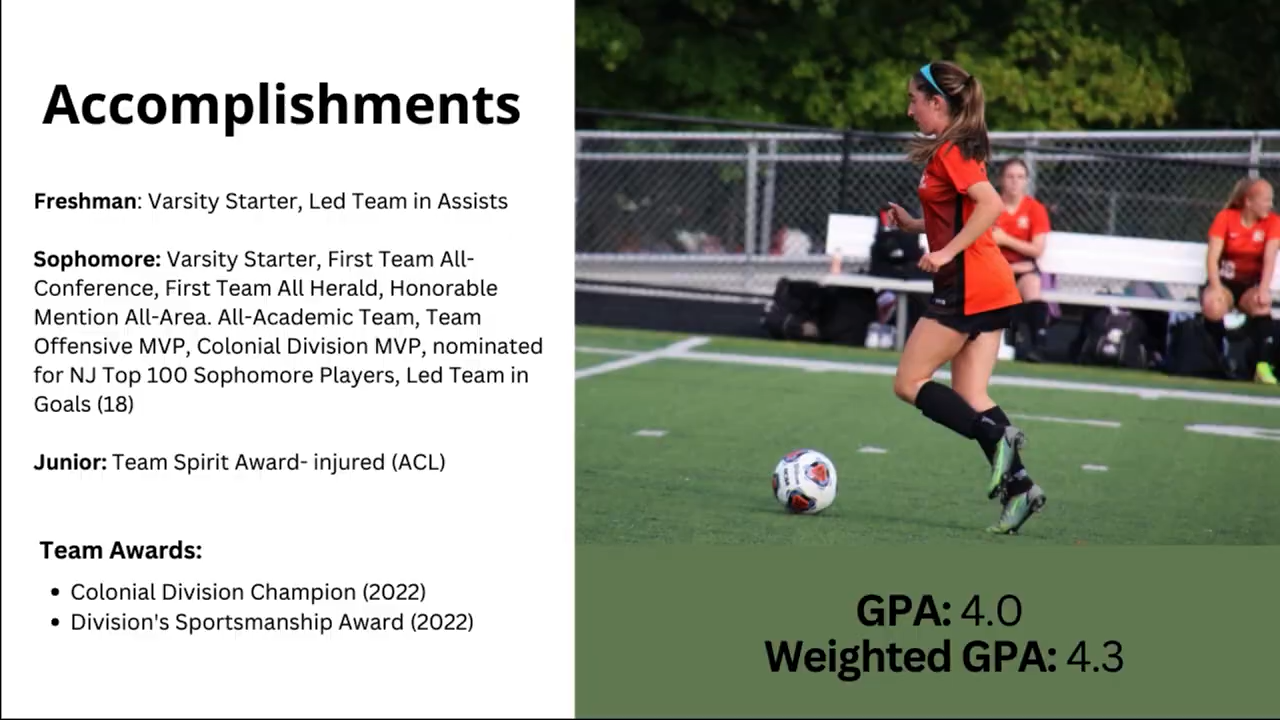 Accomplishments
Freshman: Varsity Starter, Led Team in Assists
Sophomore: Varsity Starter, First Team All-
Conference, First Team All Herald, Honorable
Mention All-Area. All-Academic Team, Team
Offensive MVP, Colonial Division MVP, nominated
for NJ Top 100 Sophomore Players, Led Team in
Goals (18)
Junior: Team Spirit Award- injured (ACL)
Team Awards:
• Colonial Division Champion (2022)
• Division's Sportsmanship Award (2022)
GPA: 4.0
Weighted GPA: 4.3